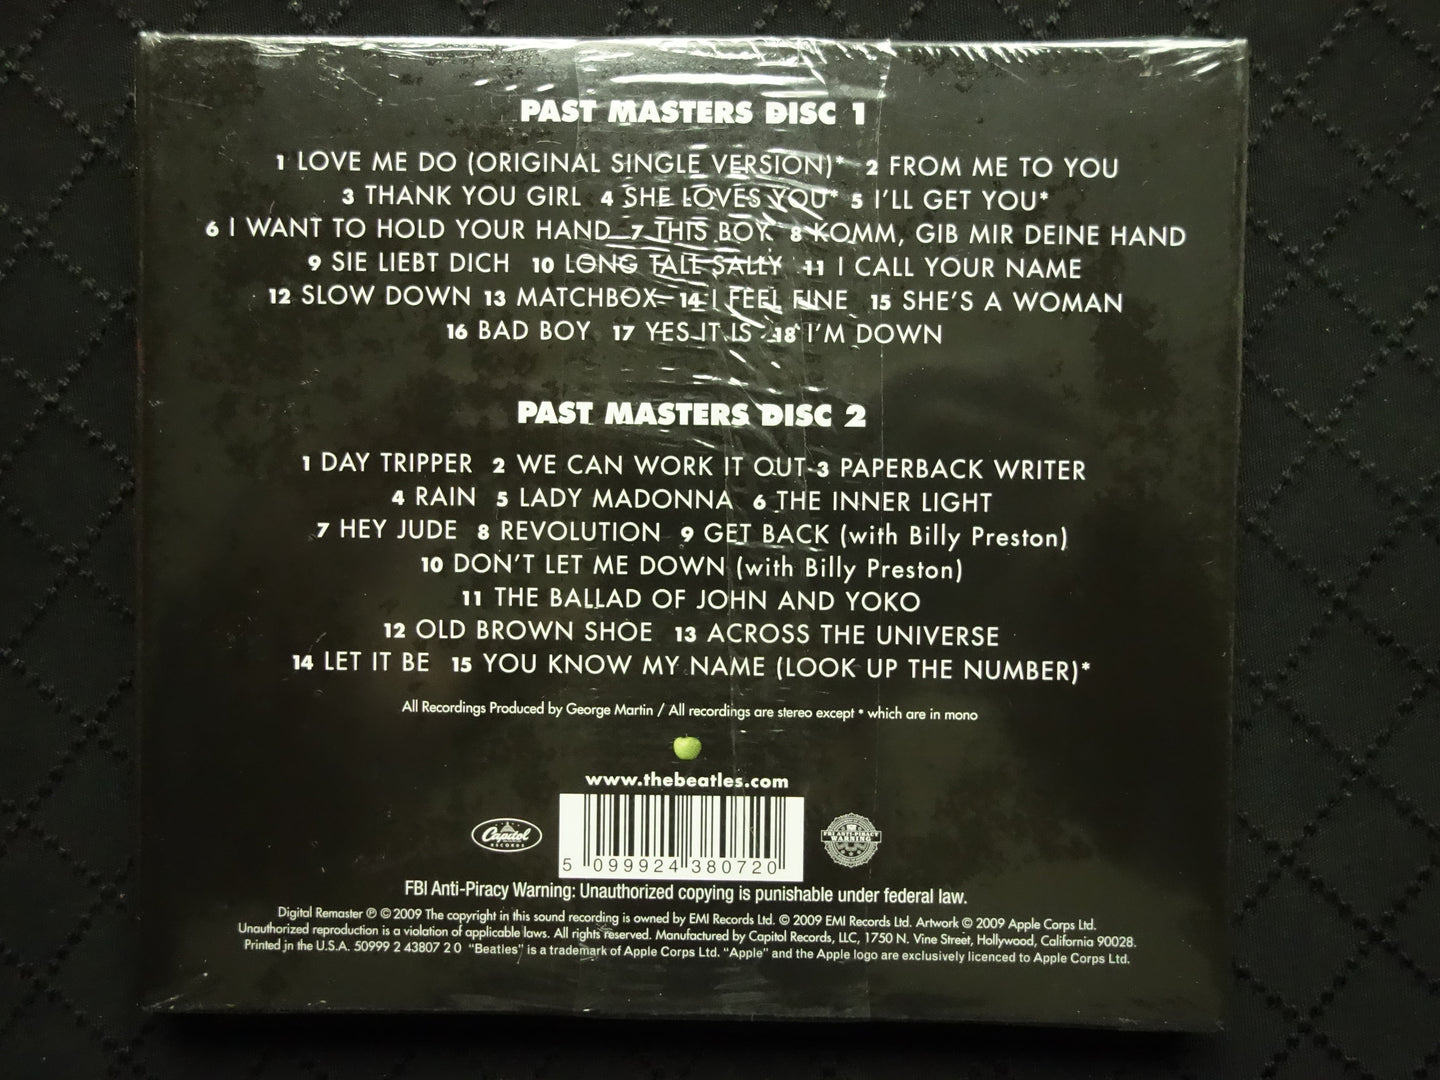 PAST MASTERS DISC 1
1 LOVE ME DO (ORIGINAL SINGLE VERSION)* 2 FROM ME TO YOU
3 THANK YOU GIRL 4 SHE LOVES YOU* 5 I'LL GET YOU*
6 I WANT TO HOLD YOUR HAND 7 THIS BOY 8 KOMM, GIB MIR DEINE HAND
9 SIE LIEBT DICH 10 LONG TALL SALLY 11 I CALL YOUR NAME
12 SLOW DOWN 13 MATCHBOX 14 I FEEL FINE 15 SHE'S A WOMAN
16 BAD BOY 17 YES IT IS 18 I'M DOWN
PAST MASTERS DISC 2
1 DAY TRIPPER 2 WE CAN WORK IT OUT 3 PAPERBACK WRITER
4 RAIN 5 LADY MADONNA 6 THE INNER LIGHT
7 HEY JUDE 8 REVOLUTION 9 GET BACK (with Billy Preston)
10 DON'T LET ME DOWN (with Billy Preston)
11 THE BALLAD OF JOHN AND YOKO
12 OLD BROWN SHOE 13 ACROSS THE UNIVERSE
14 LET IT BE 15 YOU KNOW MY NAME (LOOK UP THE NUMBER)*
All Recordings Produced by George Martin / All recordings are stereo except * which are in mono
www.thebeatles.com
Capitol
RECORDS
FBI ANTI-PIRACY
WARNING
5 099924 380720
FBI Anti-Piracy Warning: Unauthorized copying is punishable under federal law.
Digital Remaster ℗ © 2009 The copyright in this sound recording is owned by EMI Records Ltd. © 2009 EMI Records Ltd. Artwork © 2009 Apple Corps Ltd.
Unauthorized reproduction is a violation of applicable laws. All rights reserved. Manufactured by Capitol Records, LLC, 1750 N. Vine Street, Hollywood, California 90028.
Printed in the U.S.A. 50999 2 43807 2 0 "Beatles" is a trademark of Apple Corps Ltd. "Apple" and the Apple logo are exclusively licenced to Apple Corps Ltd.